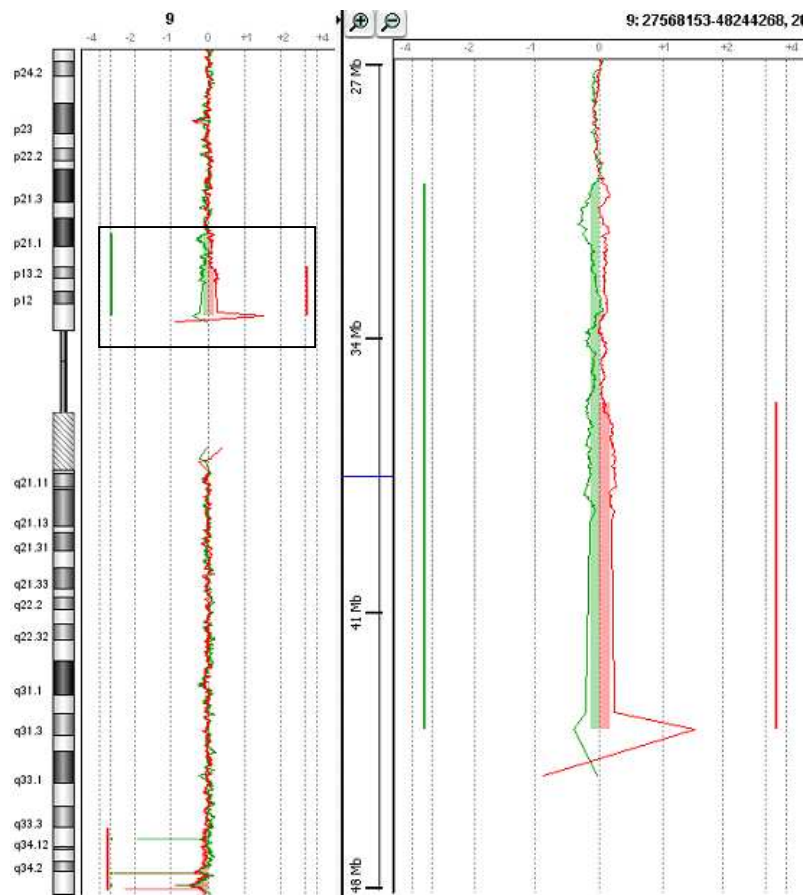 9
9: 27568153-48244268, 20
-4 -2 -1 0 +1 +2 +4
-4 -2 -1 0 +1 +2 +4
p24.2
p23
p22.2
p21.3
p21.1
p13.2
p12
q21.11
q21.13
q21.31
q21.33
q22.2
q22.32
q31.1
q31.3
q33.1
q33.3
q34.12
q34.2
27 Mb
34 Mb
41 Mb
48 Mb